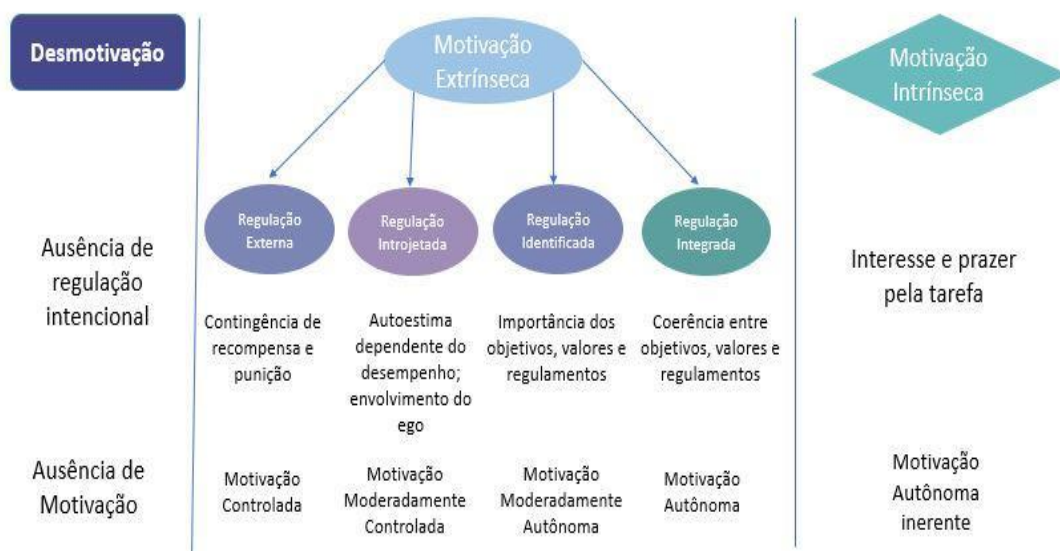 Desmotivação
Motivação
Extrínseca
Motivação
Intrínseca
Regulação
Externa
Regulação
Introjetada
Regulação
Identificada
Regulação
Integrada
Ausência de
regulação
intencional
Contingência de
recompensa e
punição
Autoestima
dependente do
desempenho;
envolvimento do
ego
Importância dos
objetivos, valores e
regulamentos
Coerência entre
objetivos, valores e
regulamentos
Interesse e prazer
pela tarefa
Ausência de
Motivação
Motivação
Controlada
Motivação
Moderadamente
Controlada
Motivação
Moderadamente
Autônoma
Motivação
Autônoma
Motivação
Autônoma
inerente